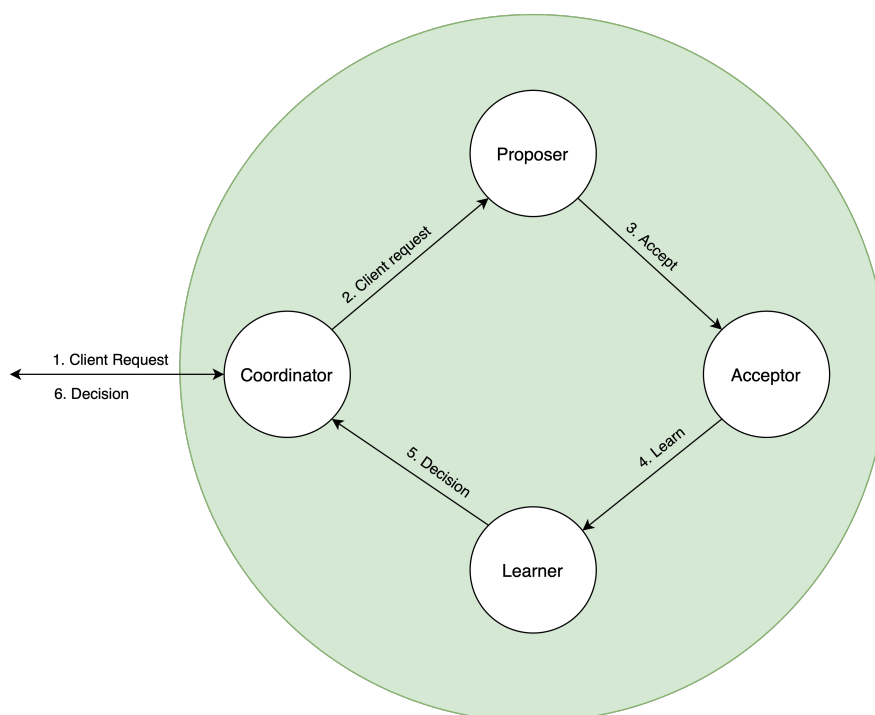 Proposer
2. Client request
3. Accept
1. Client Request
Coordinator
Acceptor
6. Decision
5. Decision
4. Learn
Learner